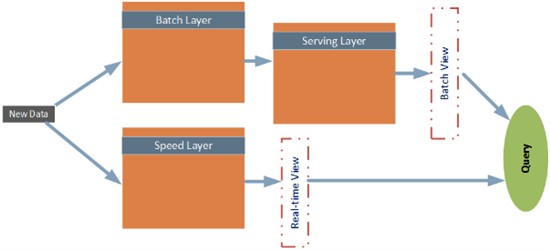 Batch Layer
Serving Layer
Batch View
New Data
Speed Layer
Real-time View
Query